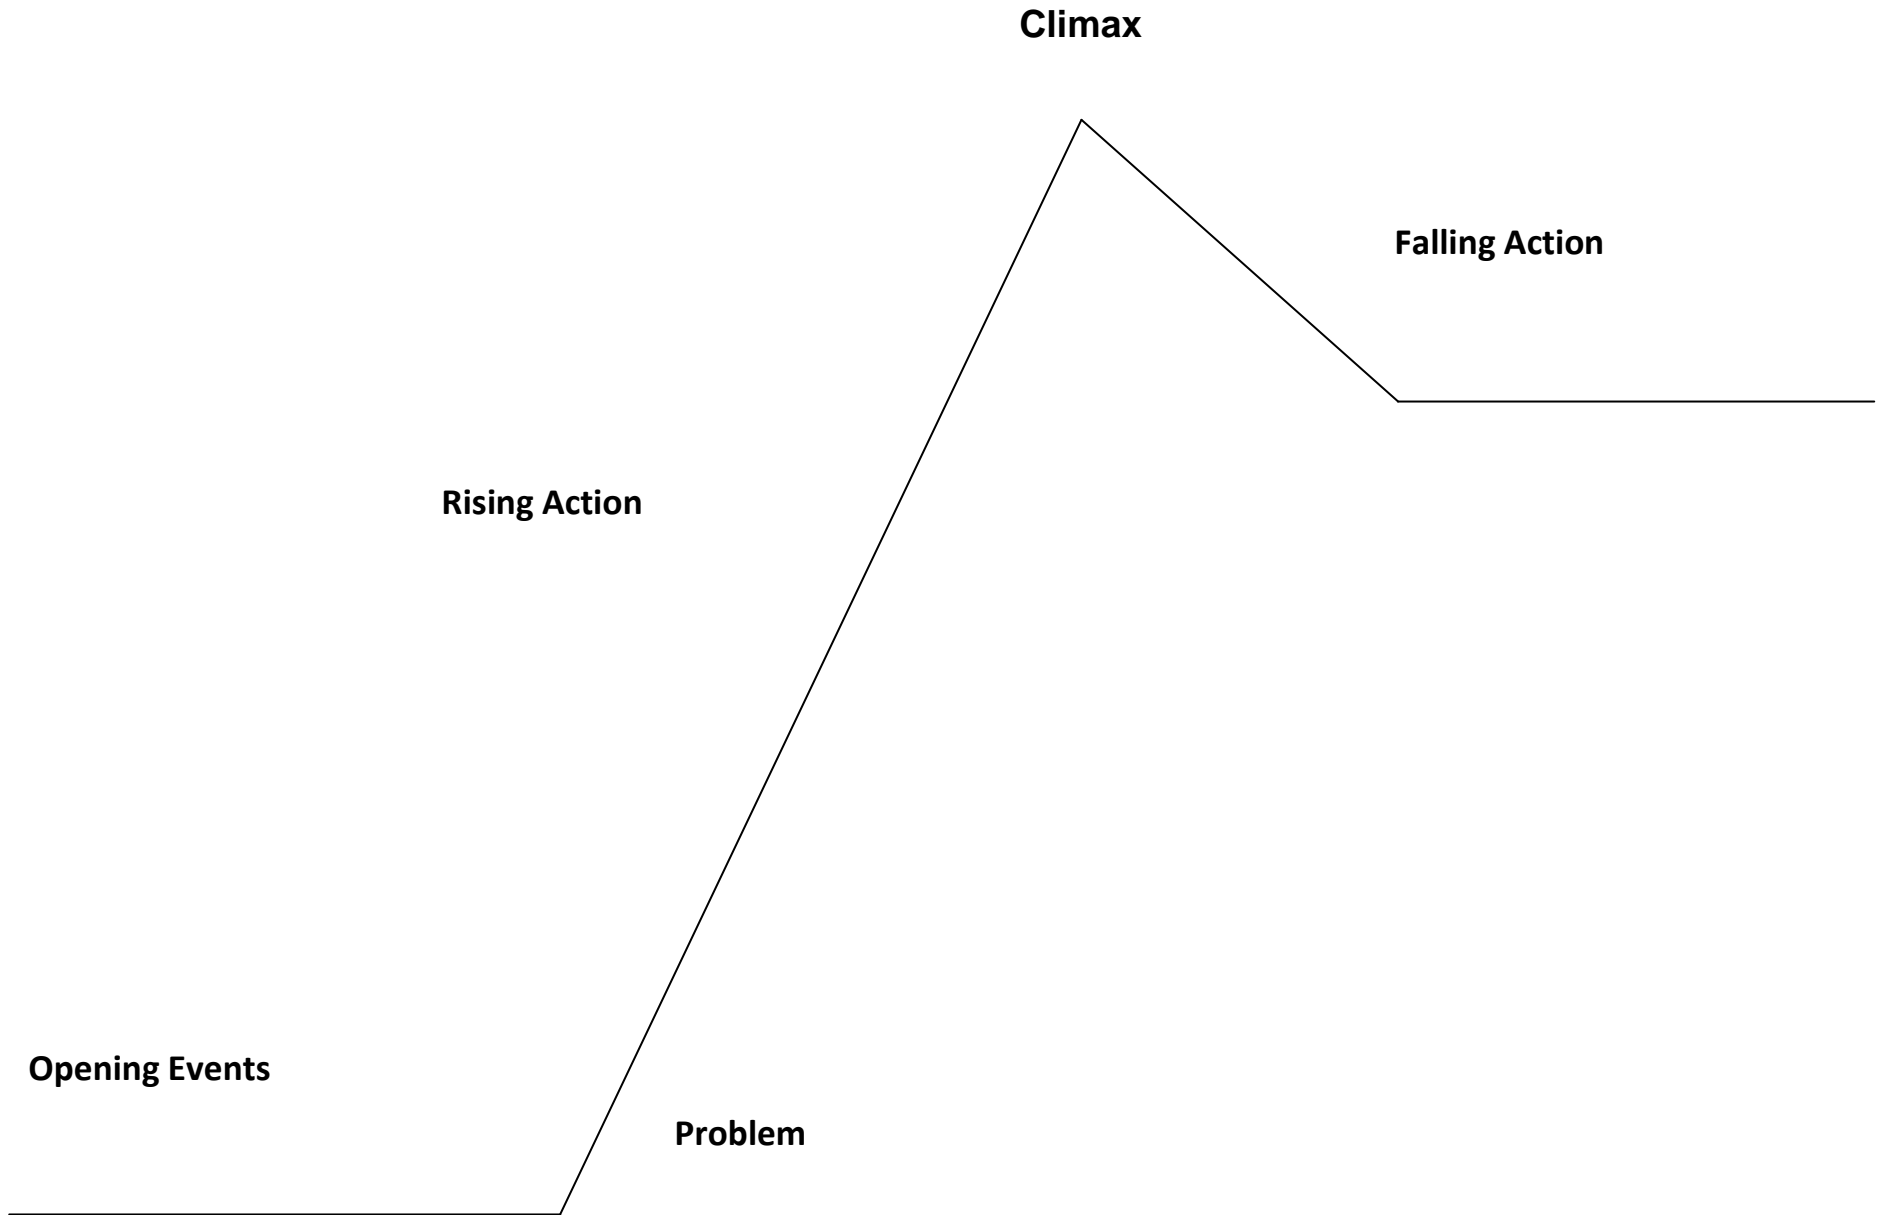 Climax
Falling Action
Rising Action
Opening Events
Problem